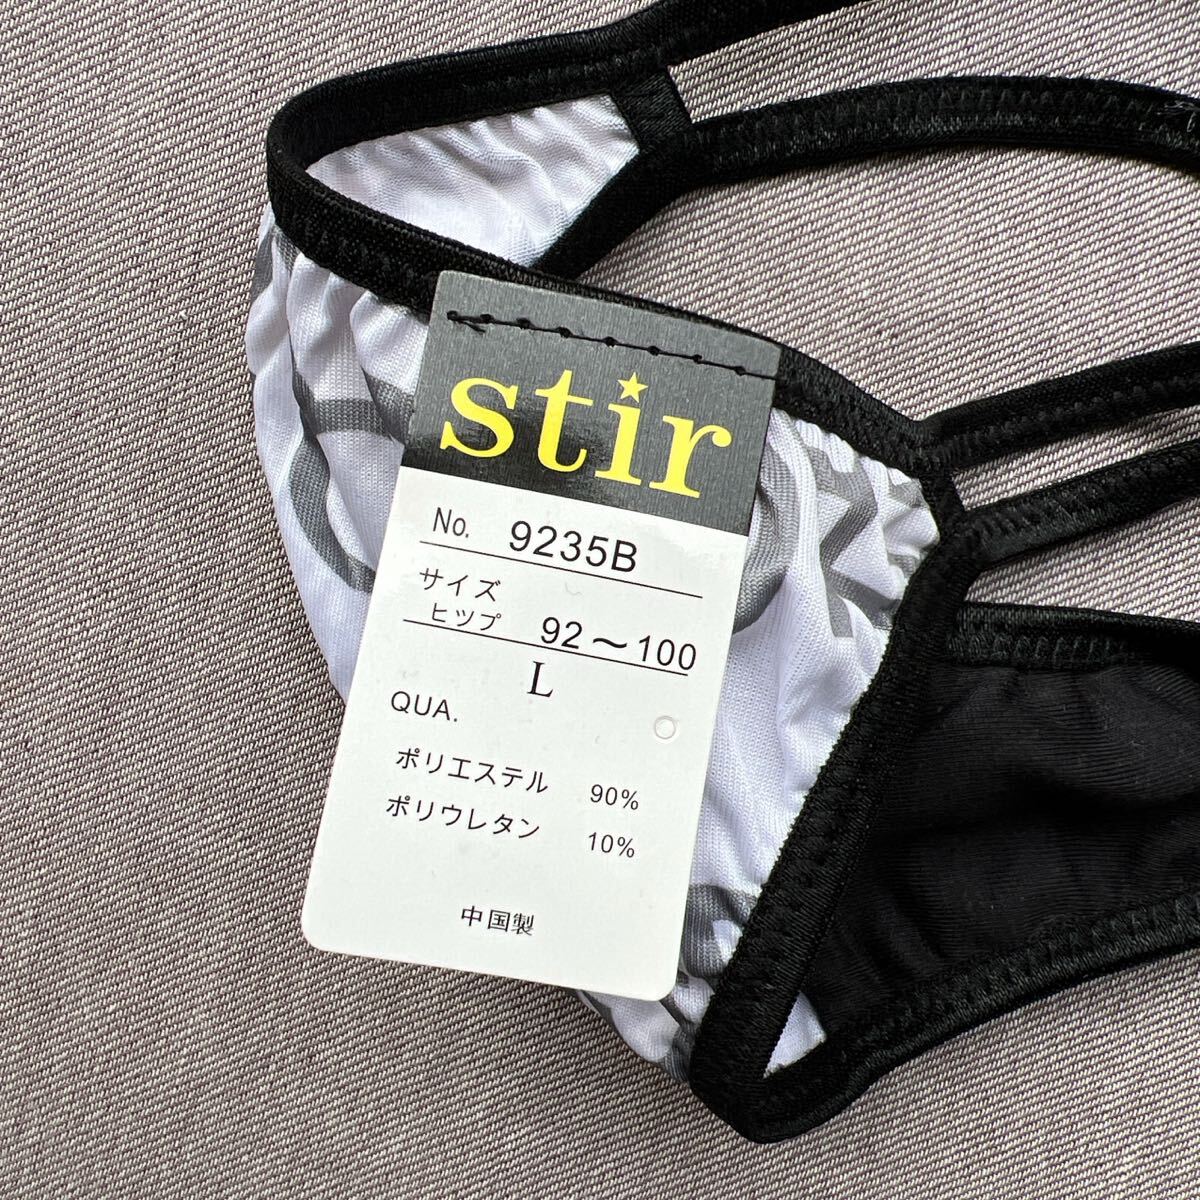 stir
No. 9235B
サイズ
ヒツプ 92～100
L
QUA.
ポリエステル 90%
ポリウレタン 10%
中国製